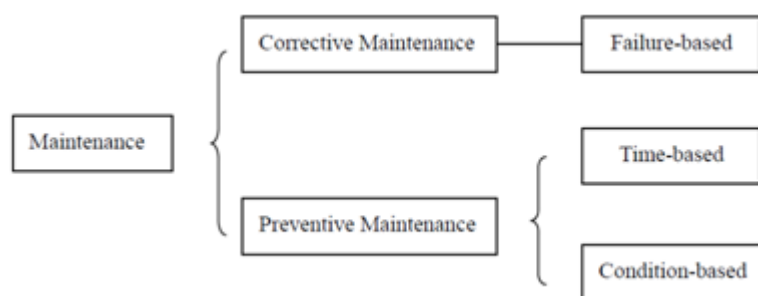 Corrective Maintenance
Failure-based
Maintenance
Time-based
Preventive Maintenance
Condition-based